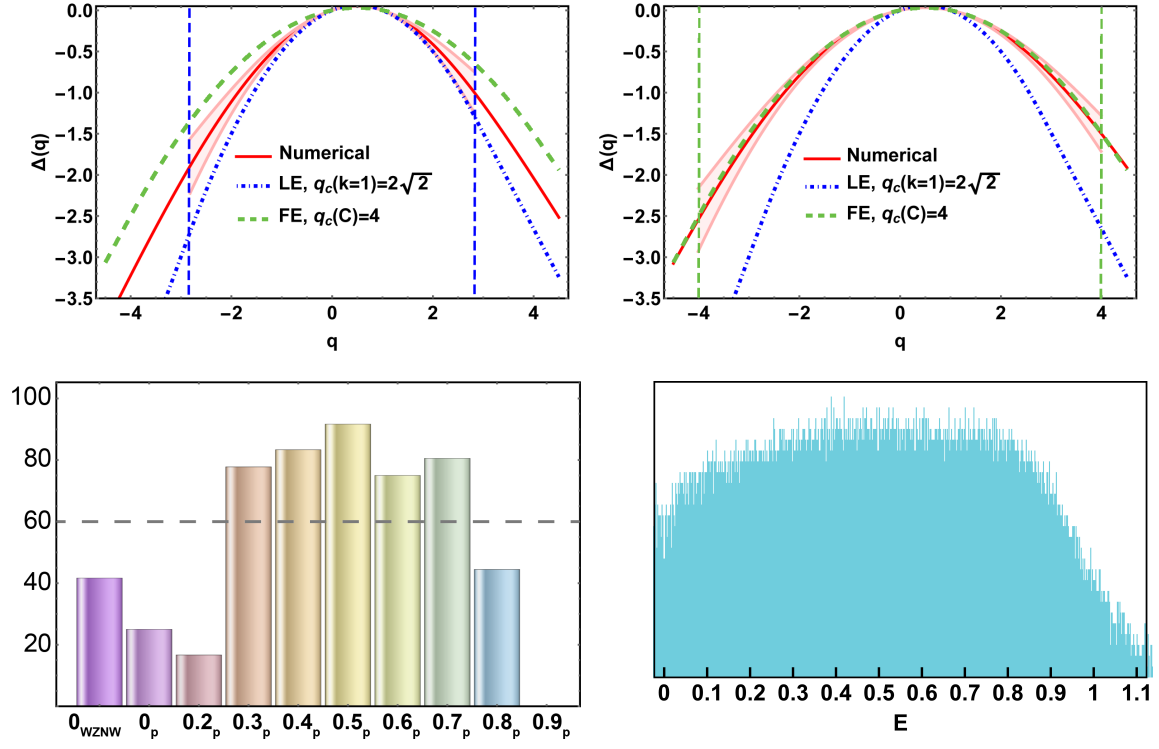 0.0
−0.5
−1.0
−1.5
−2.0
−2.5
−3.0
−3.5
Δ(q)
Numerical
LE, q_c(k=1)=2√2
FE, q_c(C)=4
−4 −2 0 2 4
q
0.0
−0.5
−1.0
−1.5
−2.0
−2.5
−3.0
−3.5
Δ(q)
Numerical
LE, q_c(k=1)=2√2
FE, q_c(C)=4
−4 −2 0 2 4
q
100
80
60
40
20
0_WZNW 0_p 0.2_p 0.3_p 0.4_p 0.5_p 0.6_p 0.7_p 0.8_p 0.9_p
0 0.1 0.2 0.3 0.4 0.5 0.6 0.7 0.8 0.9 1 1.1
E